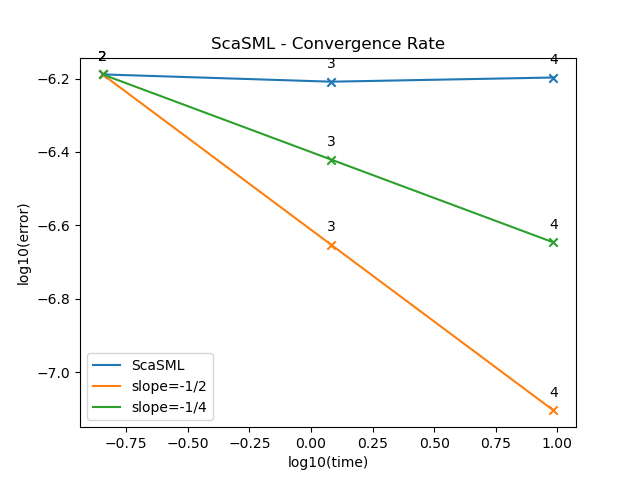 ScaSML - Convergence Rate
2
3
4
3
4
3
4
−6.2
−6.4
−6.6
−6.8
−7.0
log10(error)
ScaSML
slope=-1/2
slope=-1/4
−0.75 −0.50 −0.25 0.00 0.25 0.50 0.75 1.00
log10(time)